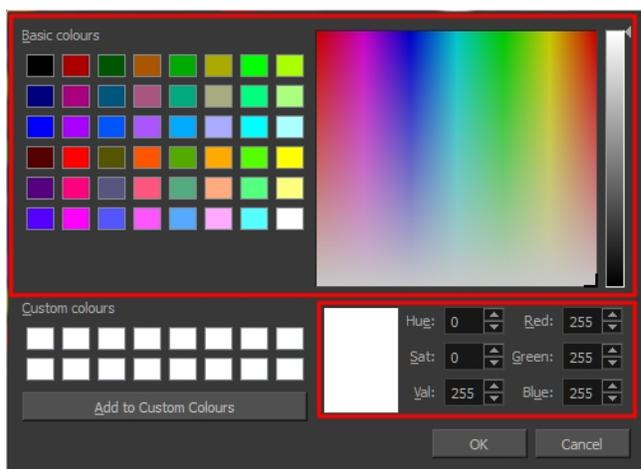 Basic colours
Custom colours
Hue: 0 Red: 255
Sat: 0 Green: 255
Val: 255 Blue: 255
Add to Custom Colours
OK Cancel